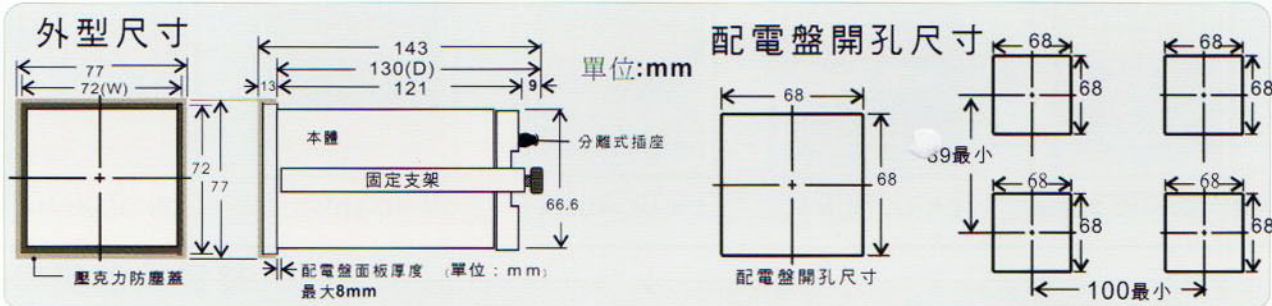 外型尺寸
77
72(W)
72
77
壓克力防塵蓋
143
130(D)
13
121
9
本體
固定支架
分離式插座
66.6
配電盤面板厚度 (單位：mm)
最大8mm
單位:mm
配電盤開孔尺寸
68
68
配電盤開孔尺寸
68
68
68
68
最小
68
68
68
68
100最小